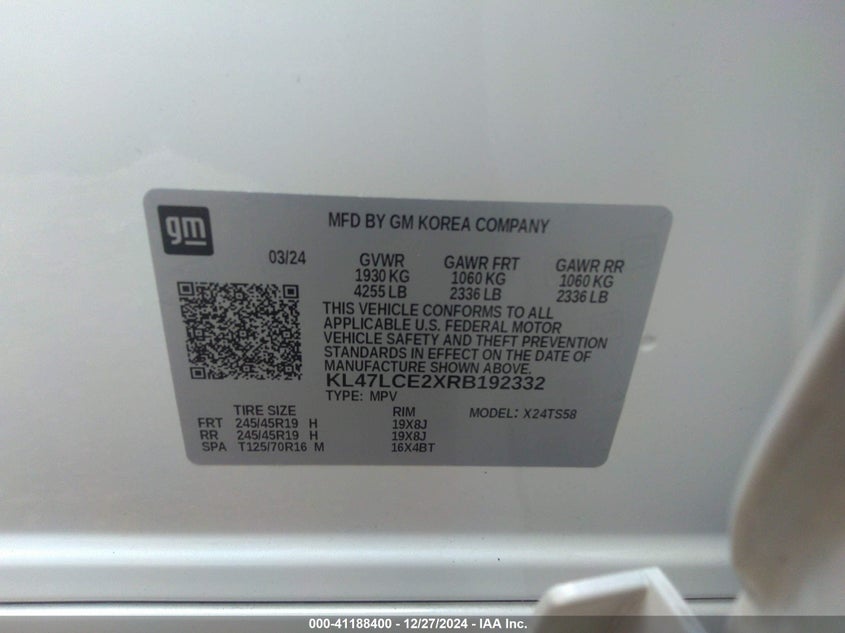 gm
MFD BY GM KOREA COMPANY
03/24 GVWR GAWR FRT GAWR RR
1930 KG 1060 KG 1060 KG
4255 LB 2336 LB 2336 LB
THIS VEHICLE CONFORMS TO ALL
APPLICABLE U.S. FEDERAL MOTOR
VEHICLE SAFETY AND THEFT PREVENTION
STANDARDS IN EFFECT ON THE DATE OF
MANUFACTURE SHOWN ABOVE.
KL47LCE2XRB192332
TYPE: MPV
TIRE SIZE RIM MODEL: X24TS58
FRT 245/45R19 H 19X8J
RR 245/45R19 H 19X8J
SPA T125/70R16 M 16X4BT
000-41188400 - 12/27/2024 - IAA Inc.